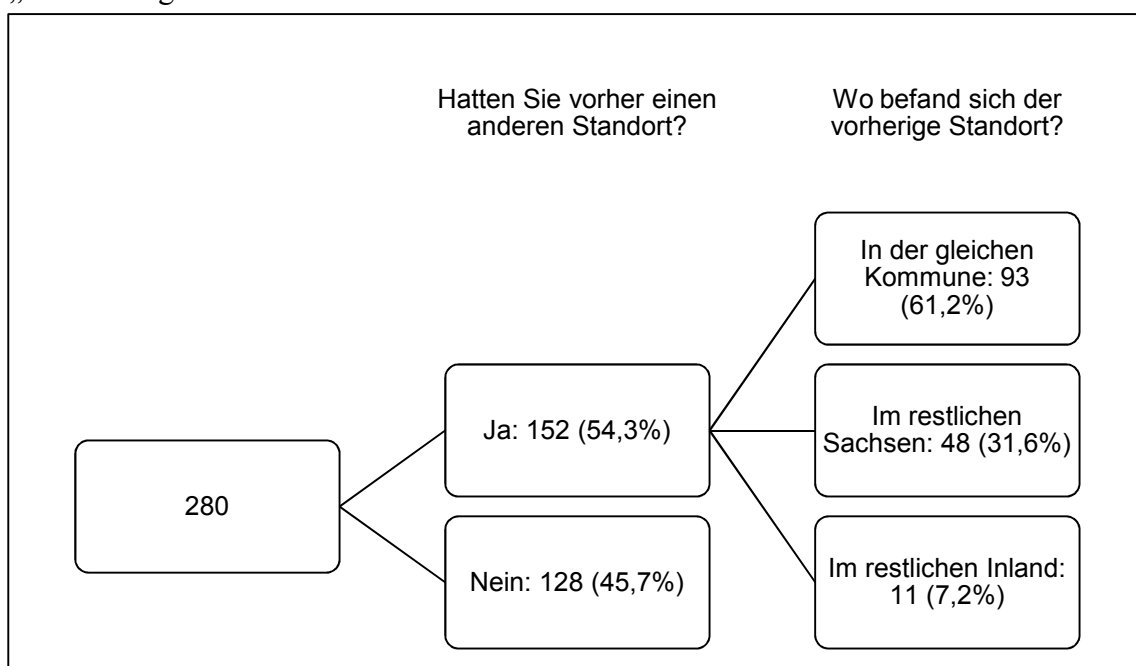 Hatten Sie vorher einen
anderen Standort?
Wo befand sich der
vorherige Standort?
In der gleichen
Kommune: 93
(61,2%)
Ja: 152 (54,3%)
Im restlichen
Sachsen: 48 (31,6%)
280
Nein: 128 (45,7%)
Im restlichen Inland:
11 (7,2%)